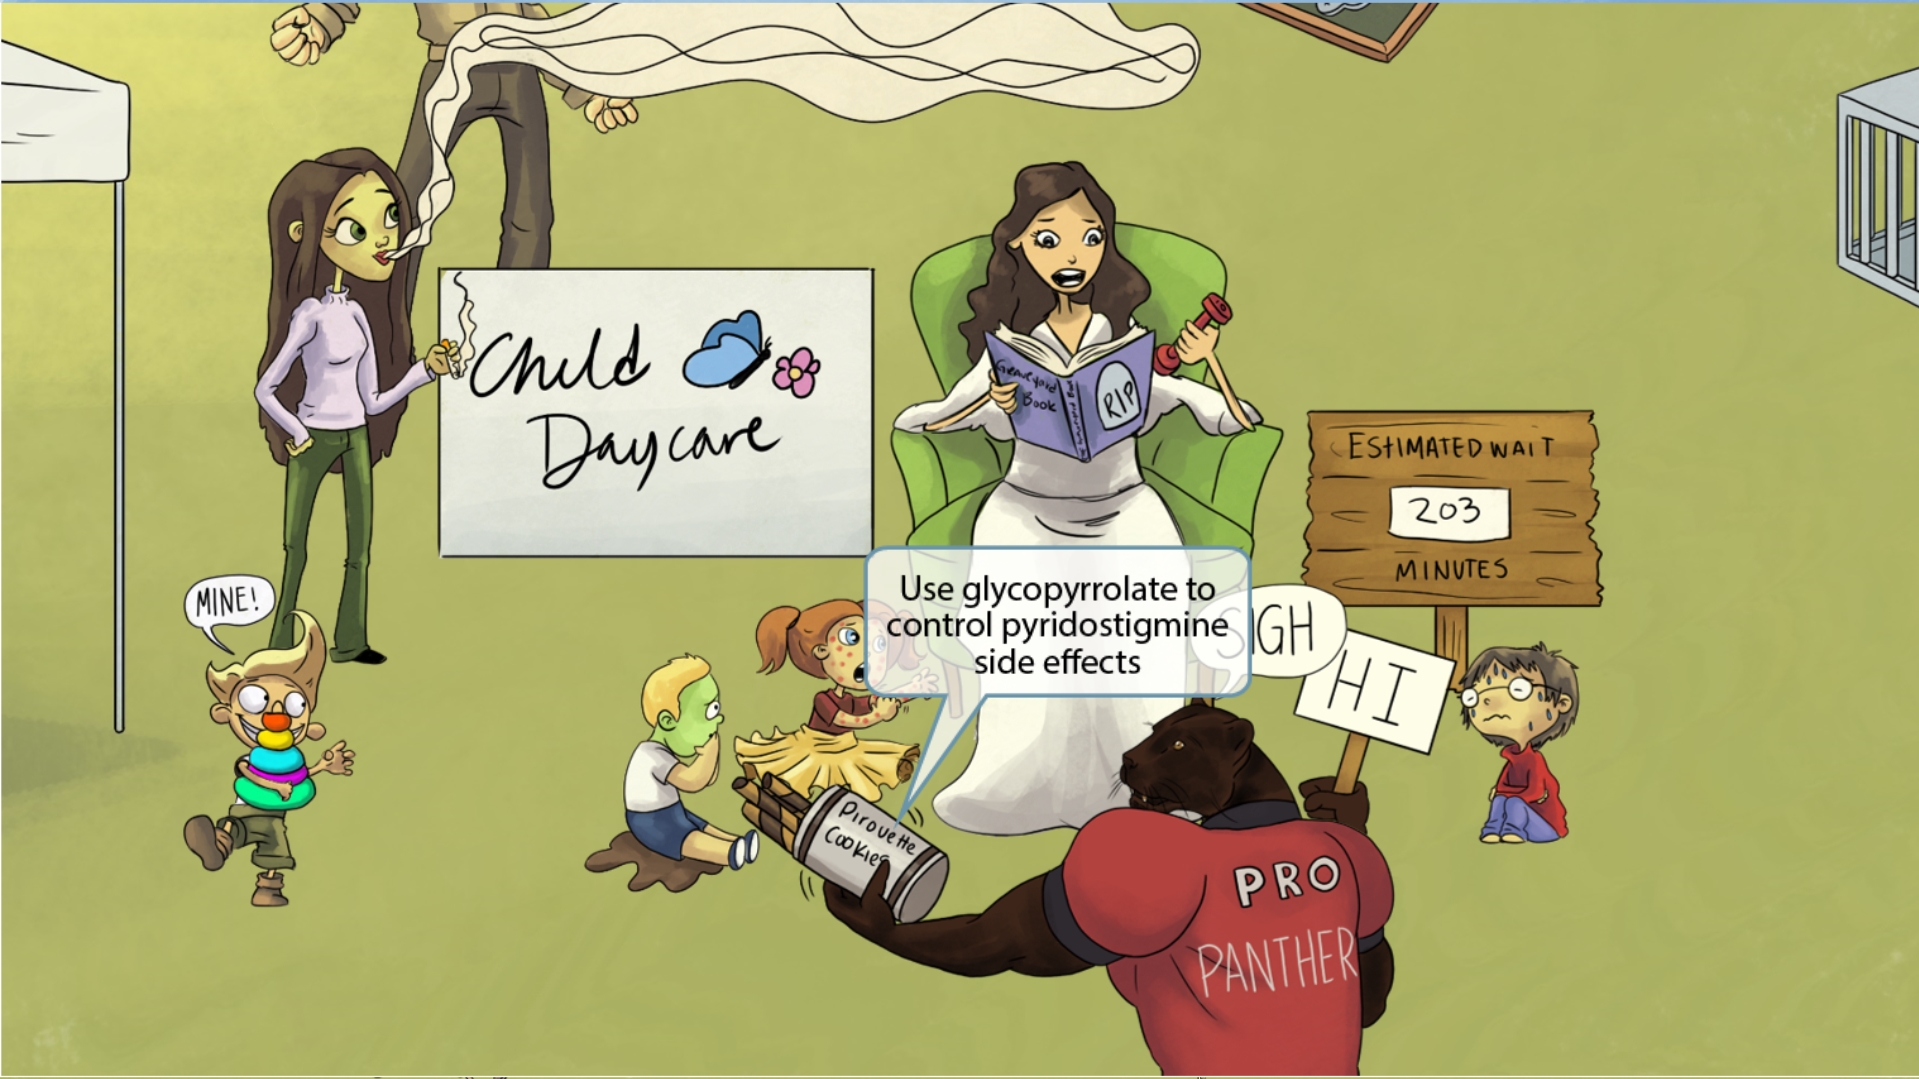 Child
Daycare
Graveyard
Book
RIP
ESTIMATED WAIT
203
MINUTES
MINE!
Use glycopyrrolate to
control pyridostigmine
side effects
SIGH
HI
Pirouette
Cookies
PRO
PANTHER